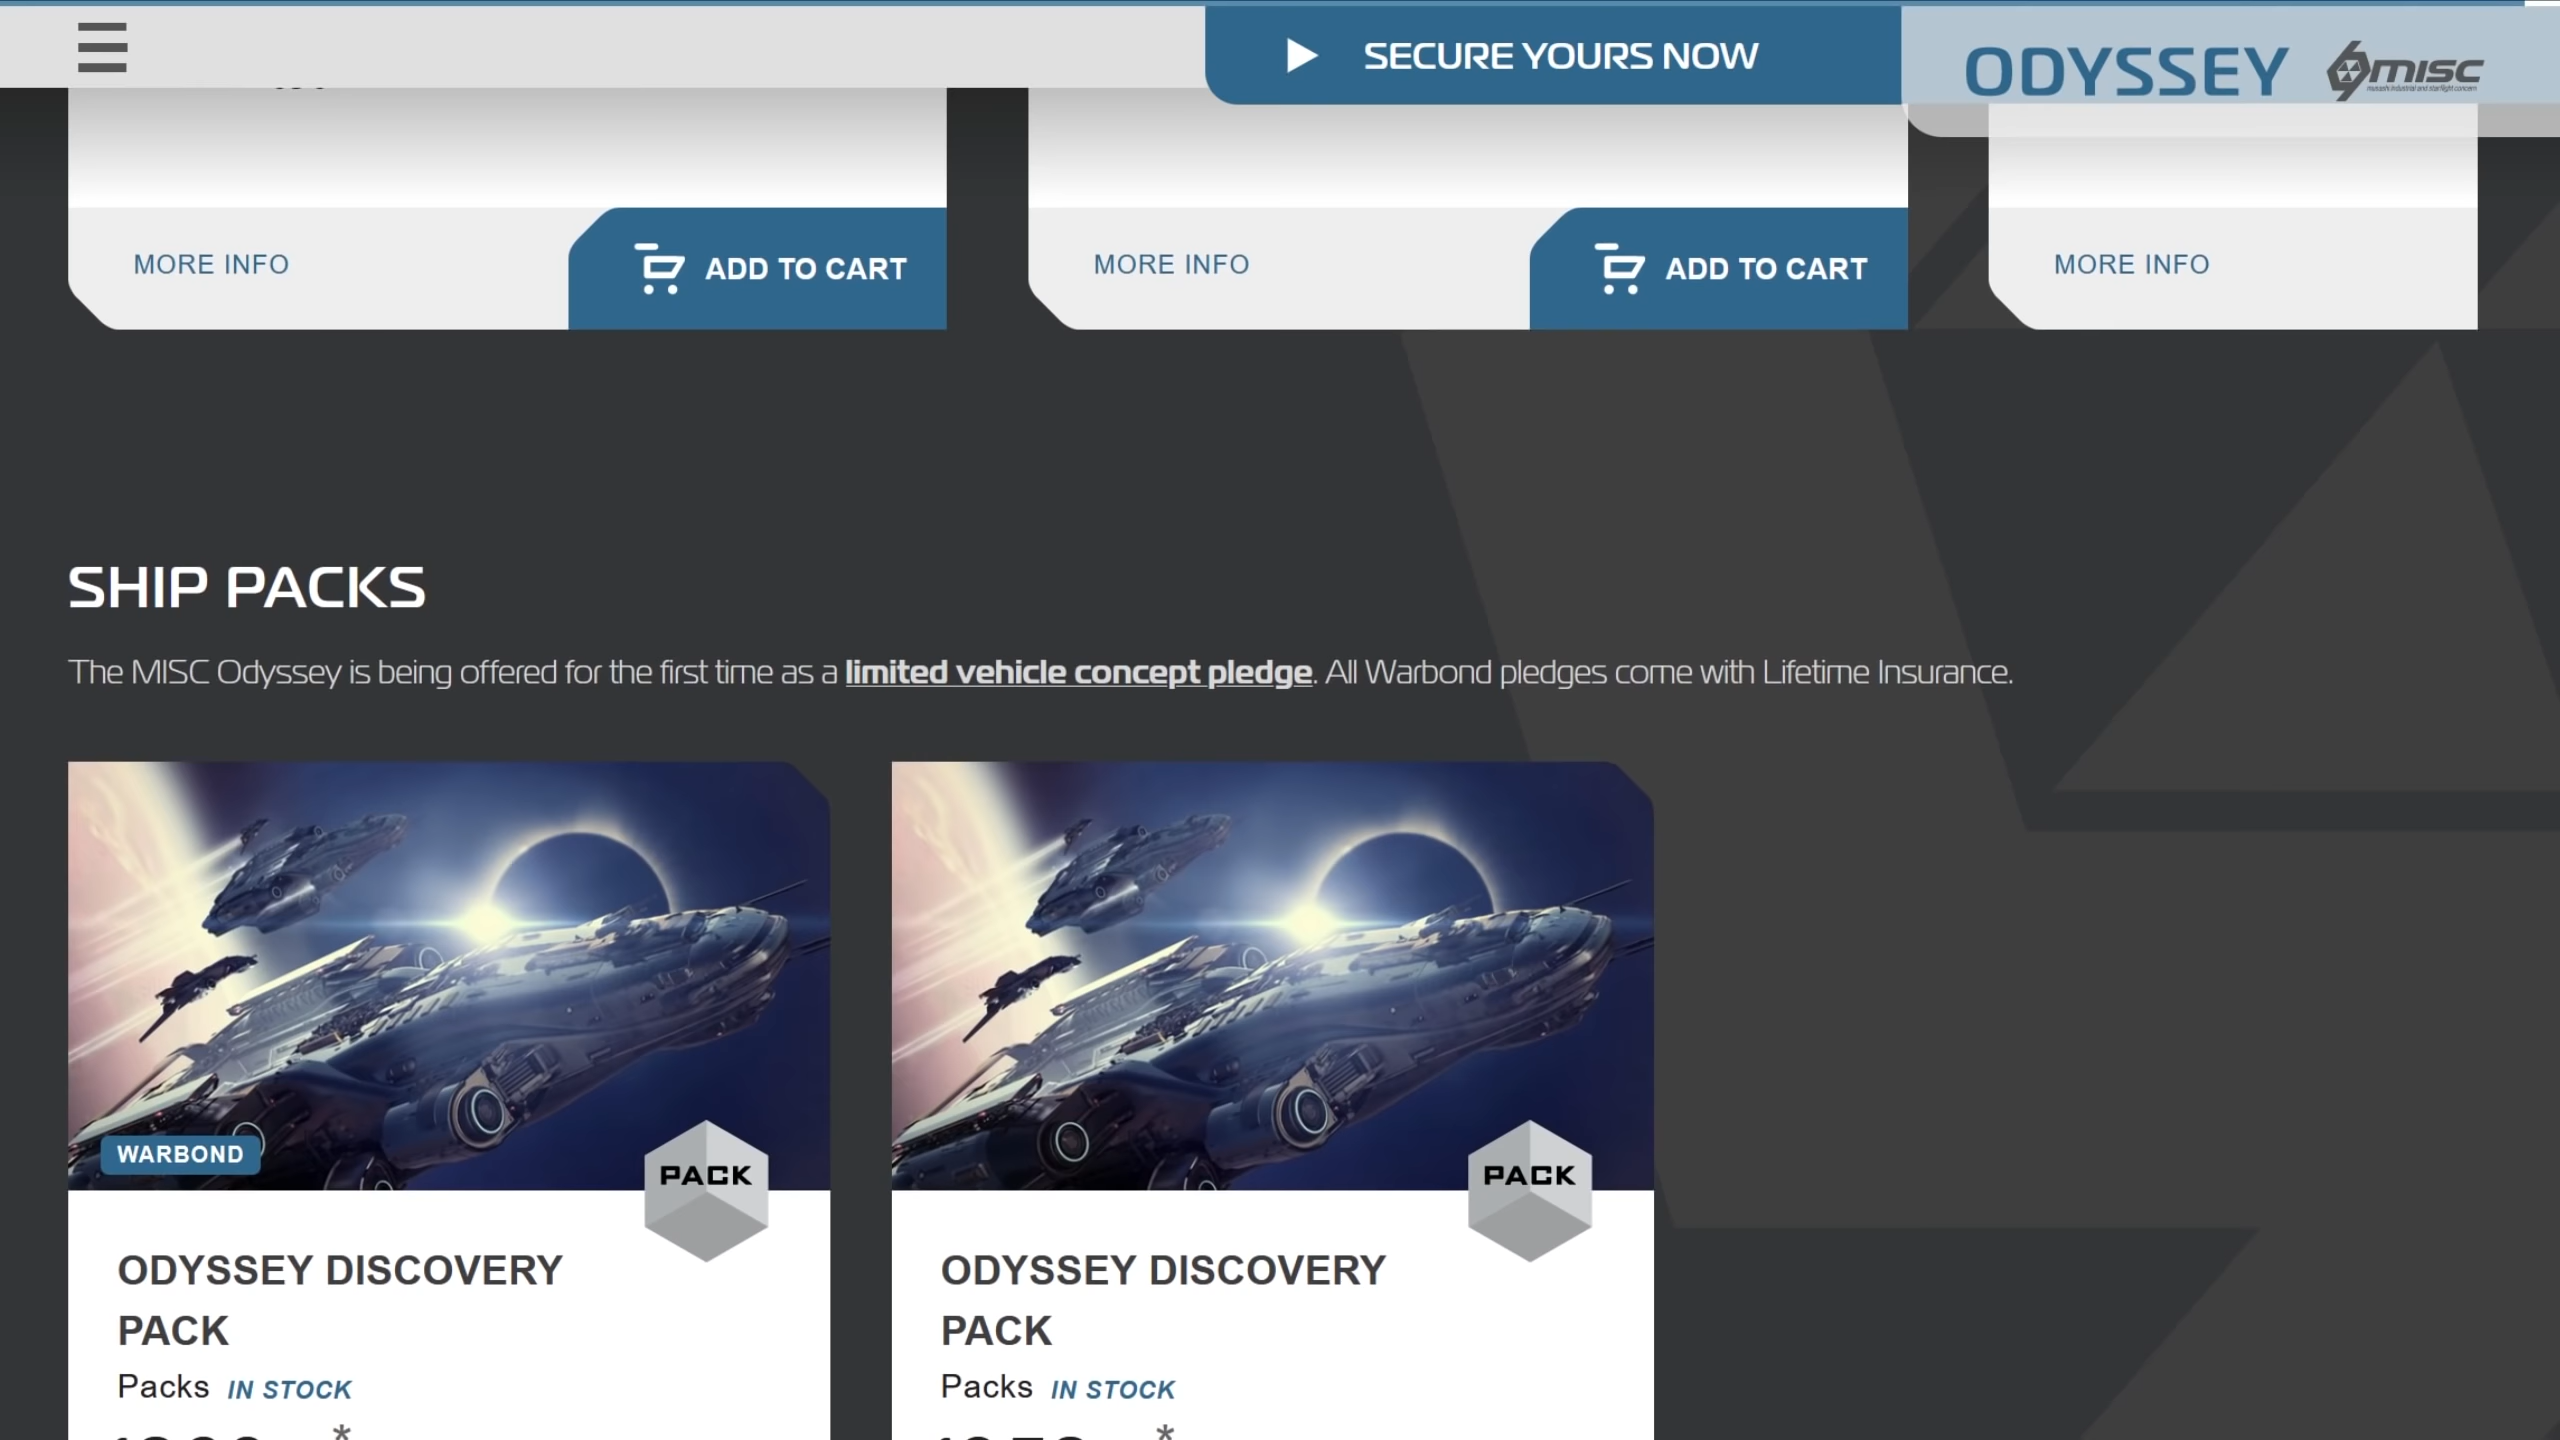 SECURE YOURS NOW
ODYSSEY
MISC
MORE INFO
ADD TO CART
MORE INFO
ADD TO CART
MORE INFO
SHIP PACKS
The MISC Odyssey is being offered for the first time as a limited vehicle concept pledge. All Warbond pledges come with Lifetime Insurance.
WARBOND
PACK
ODYSSEY DISCOVERY
PACK
Packs IN STOCK
*
PACK
ODYSSEY DISCOVERY
PACK
Packs IN STOCK
*